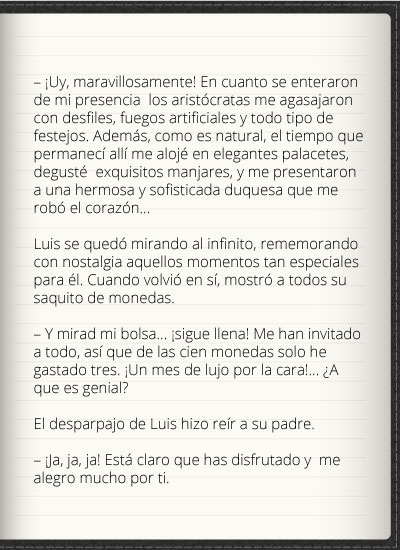 – ¡Uy, maravillosamente! En cuanto se enteraron
de mi presencia  los aristócratas me agasajaron
con desfiles, fuegos artificiales y todo tipo de
festejos. Además, como es natural, el tiempo que
permanecí allí me alojé en elegantes palacetes,
degusté  exquisitos manjares, y me presentaron
a una hermosa y sofisticada duquesa que me
robó el corazón…
Luis se quedó mirando al infinito, rememorando
con nostalgia aquellos momentos tan especiales
para él. Cuando volvió en sí, mostró a todos su
saquito de monedas.
– Y mirad mi bolsa… ¡sigue llena! Me han invitado
a todo, así que de las cien monedas solo he
gastado tres. ¡Un mes de lujo por la cara!… ¿A
que es genial?
El desparpajo de Luis hizo reír a su padre.
– ¡Ja, ja, ja! Está claro que has disfrutado y  me
alegro mucho por ti.